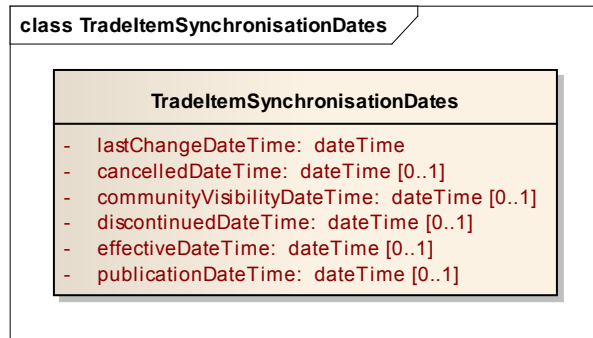 class TradeItemSynchronisationDates
TradeItemSynchronisationDates
- lastChangeDateTime: dateTime
- cancelledDateTime: dateTime [0..1]
- communityVisibilityDateTime: dateTime [0..1]
- discontinuedDateTime: dateTime [0..1]
- effectiveDateTime: dateTime [0..1]
- publicationDateTime: dateTime [0..1]